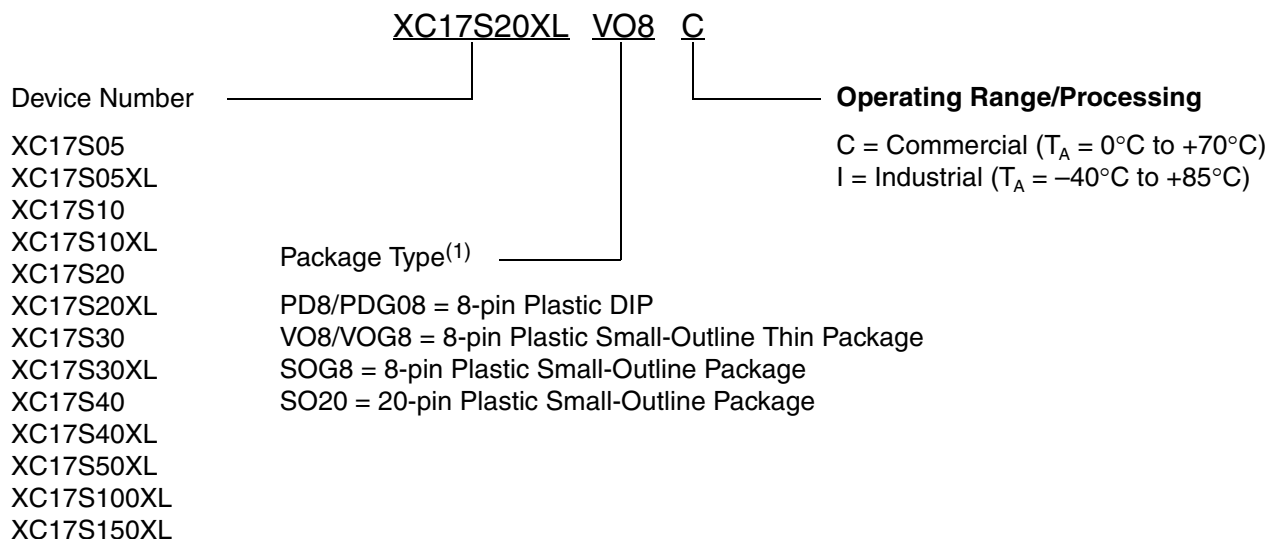 XC17S20XL VO8 C
Device Number
XC17S05
XC17S05XL
XC17S10
XC17S10XL
XC17S20
XC17S20XL
XC17S30
XC17S30XL
XC17S40
XC17S40XL
XC17S50XL
XC17S100XL
XC17S150XL
Package Type(1)
PD8/PDG08 = 8-pin Plastic DIP
VO8/VOG8 = 8-pin Plastic Small-Outline Thin Package
SOG8 = 8-pin Plastic Small-Outline Package
SO20 = 20-pin Plastic Small-Outline Package
Operating Range/Processing
C = Commercial (TA = 0°C to +70°C)
I = Industrial (TA = –40°C to +85°C)